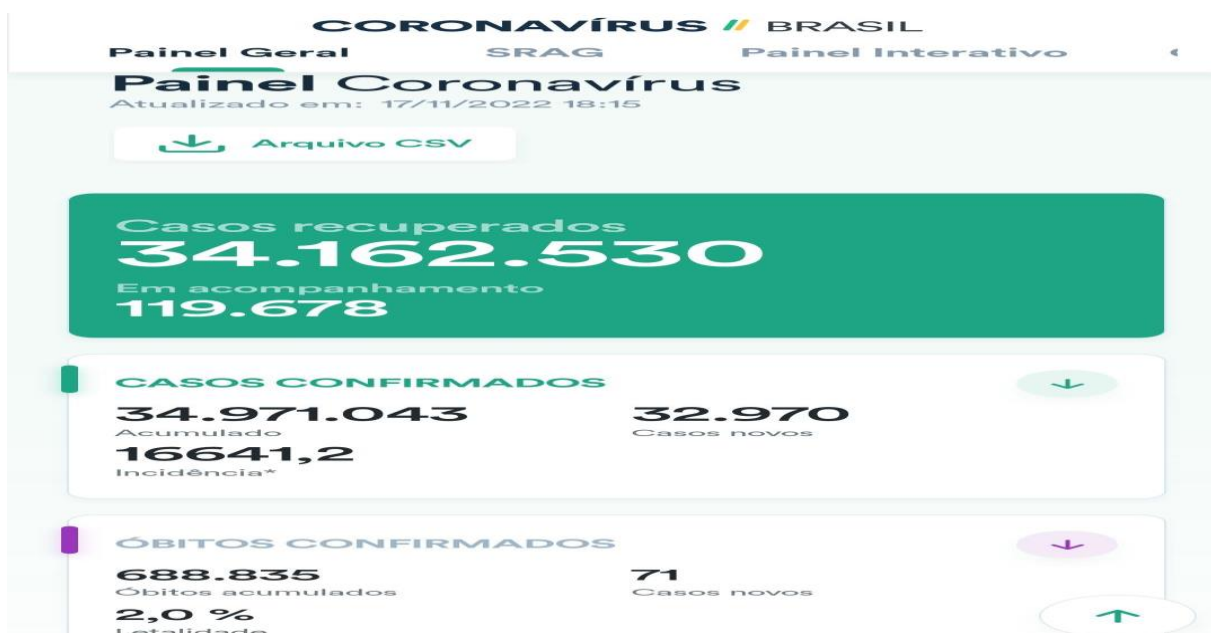 CORONAVÍRUS // BRASIL
Painel Geral SRAG Painel Interativo
Painel Coronavírus
Atualizado em: 17/11/2022 18:15
Arquivo CSV
Casos recuperados
34.162.530
Em acompanhamento
119.678
CASOS CONFIRMADOS
34.971.043 32.970
Acumulado Casos novos
16641,2
Incidência*
ÓBITOS CONFIRMADOS
688.835 71
Óbitos acumulados Casos novos
2,0 %
Letalidade